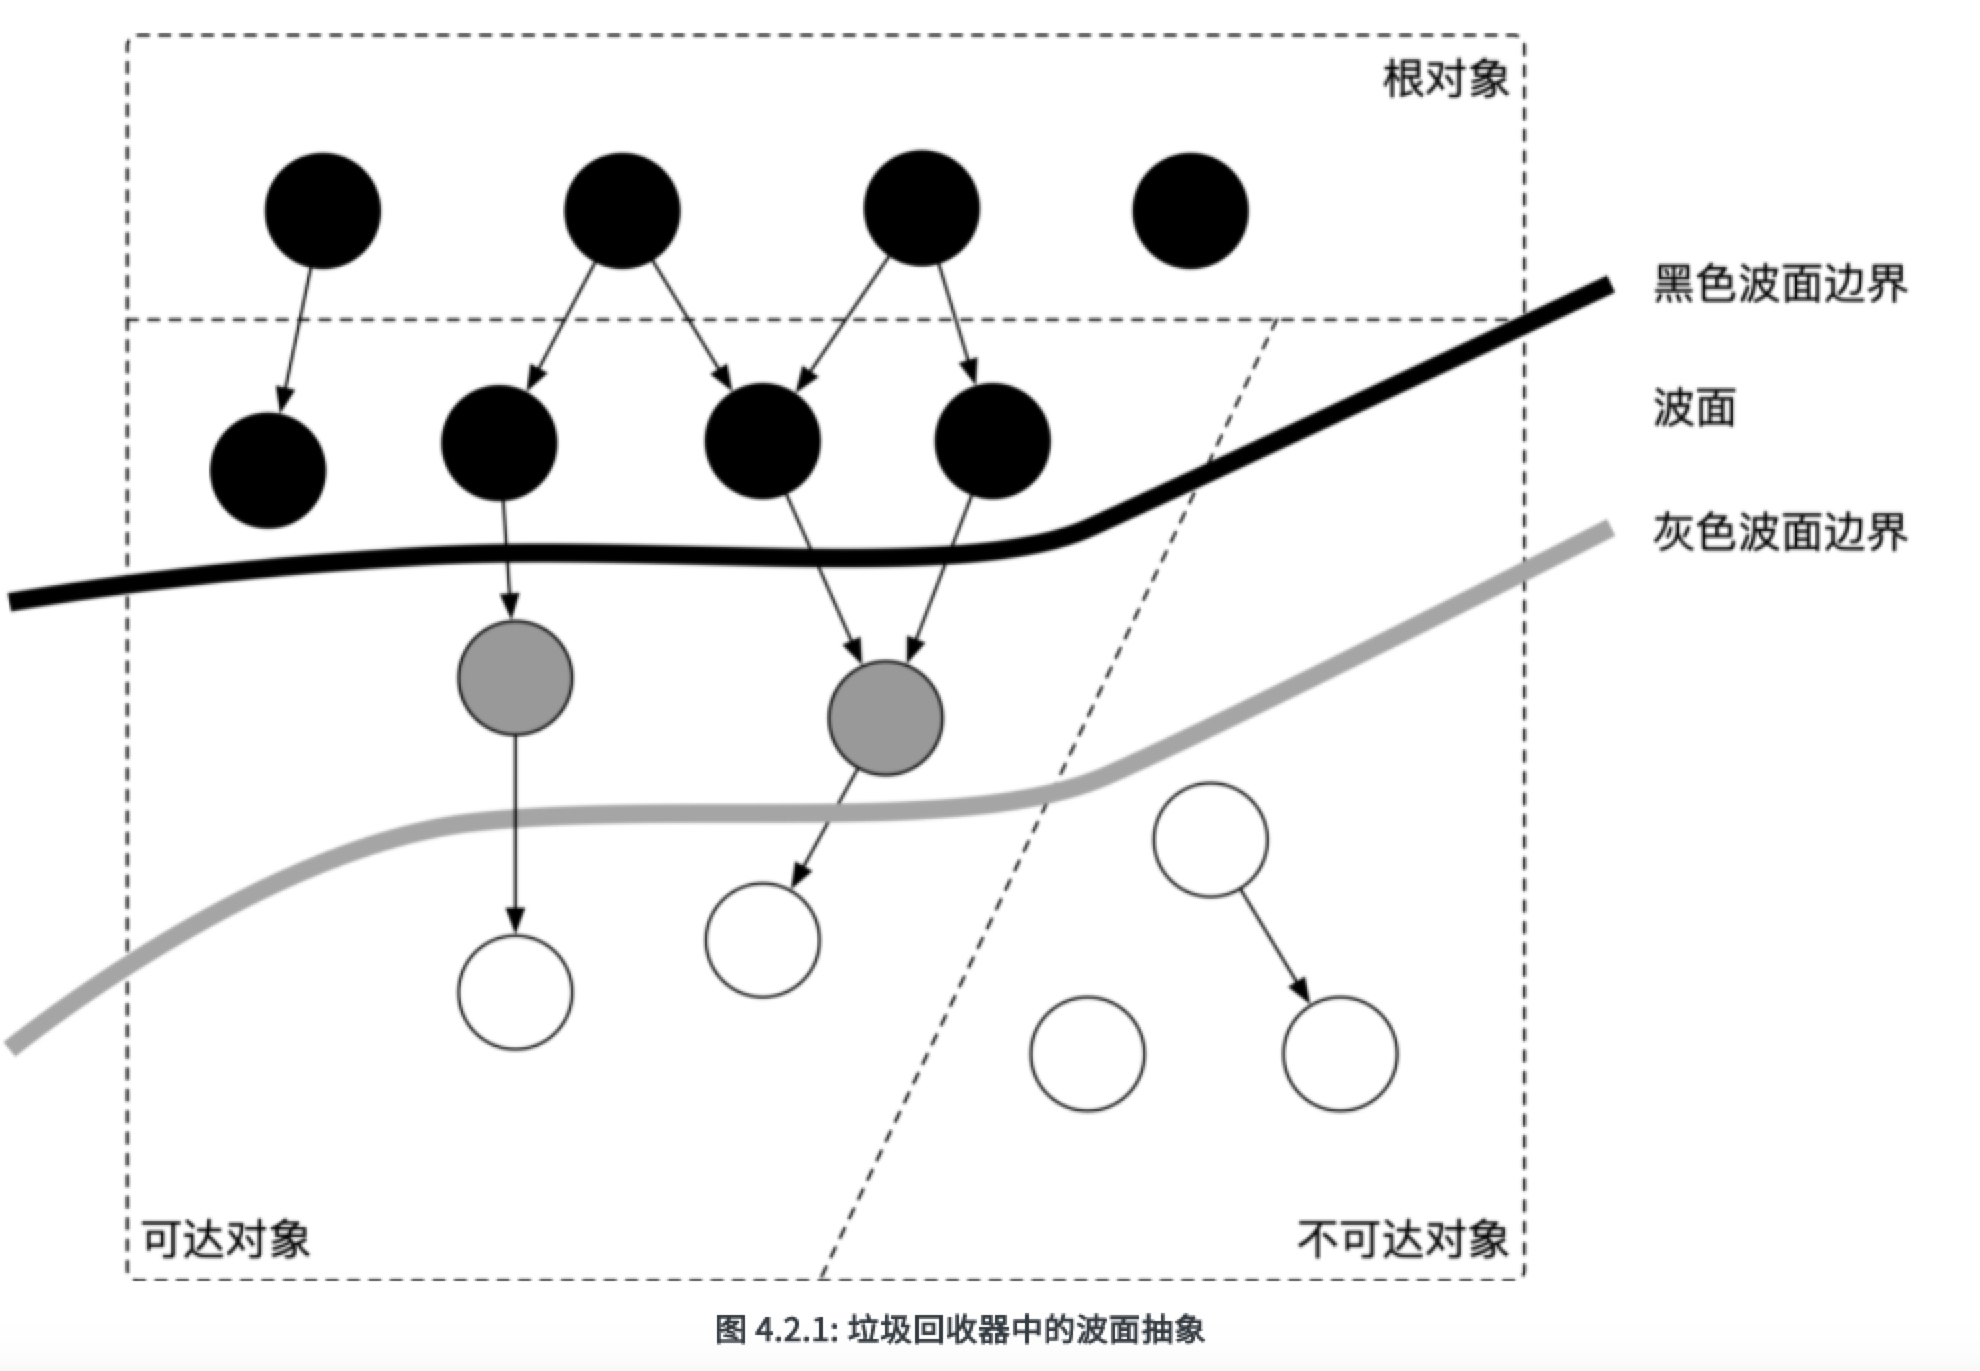 根对象
黑色波面边界
波面
灰色波面边界
可达对象
不可达对象
图 4.2.1: 垃圾回收器中的波面抽象